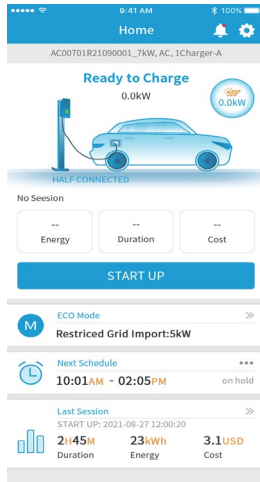 9:41 AM 100%
Home
AC00701R21090001_7kW, AC, 1Charger-A
Ready to Charge
0.0kW
0.0kW
HALF CONNECTED
No Seesion
-- -- --
Energy Duration Cost
START UP
M
ECO Mode
Restriced Grid Import:5kW
Next Schedule
10:01AM - 02:05PM on hold
Last Session
START UP: 2021-08-27 12:00:20
2H45M 23kWh 3.1USD
Duration Energy Cost